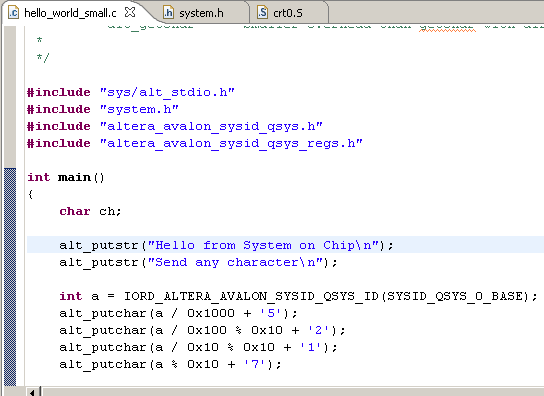 hello_world_small.c system.h crt0.S
*
*/
#include "sys/alt_stdio.h"
#include "system.h"
#include "altera_avalon_sysid_qsys.h"
#include "altera_avalon_sysid_qsys_regs.h"
int main()
{
char ch;
alt_putstr("Hello from System on Chip\n");
alt_putstr("Send any character\n");
int a = IORD_ALTERA_AVALON_SYSID_QSYS_ID(SYSID_QSYS_0_BASE);
alt_putchar(a / 0x1000 + '5');
alt_putchar(a / 0x100 % 0x10 + '2');
alt_putchar(a / 0x10 % 0x10 + '1');
alt_putchar(a % 0x10 + '7');